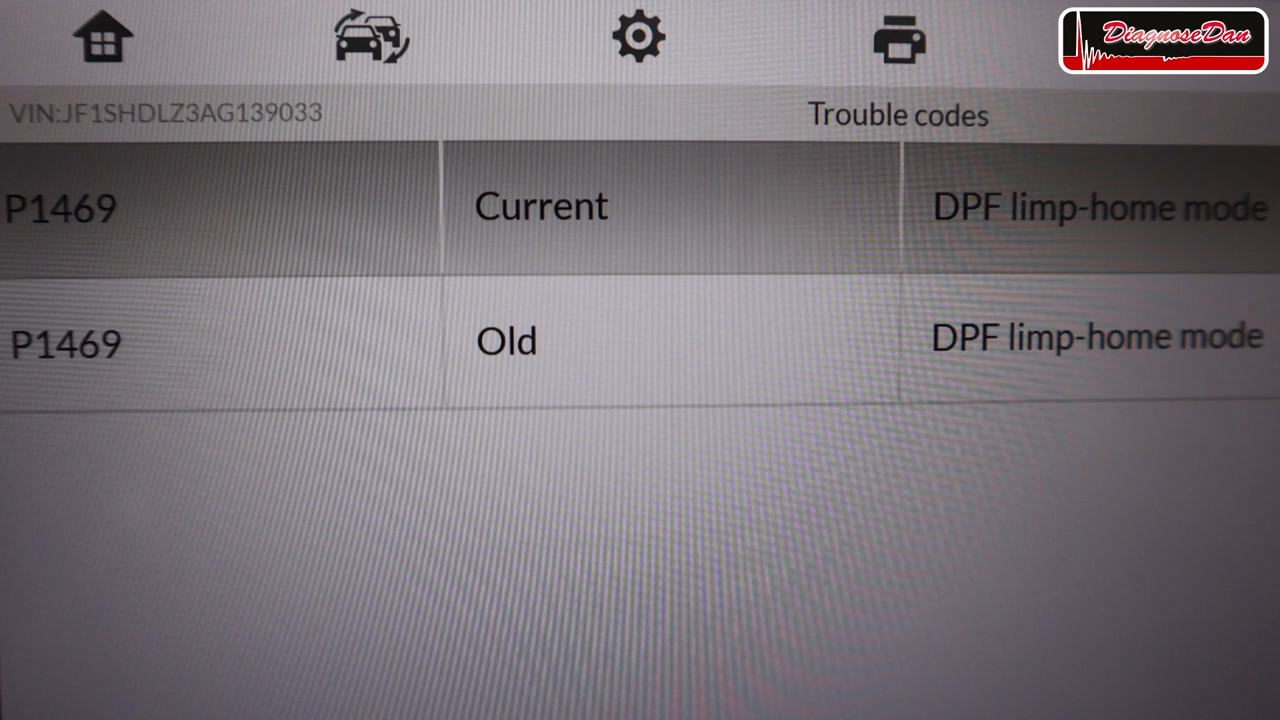 DiagnoseDan
VIN:JF1SHDLZ3AG139033
Trouble codes
P1469 Current DPF limp-home mode
P1469 Old DPF limp-home mode